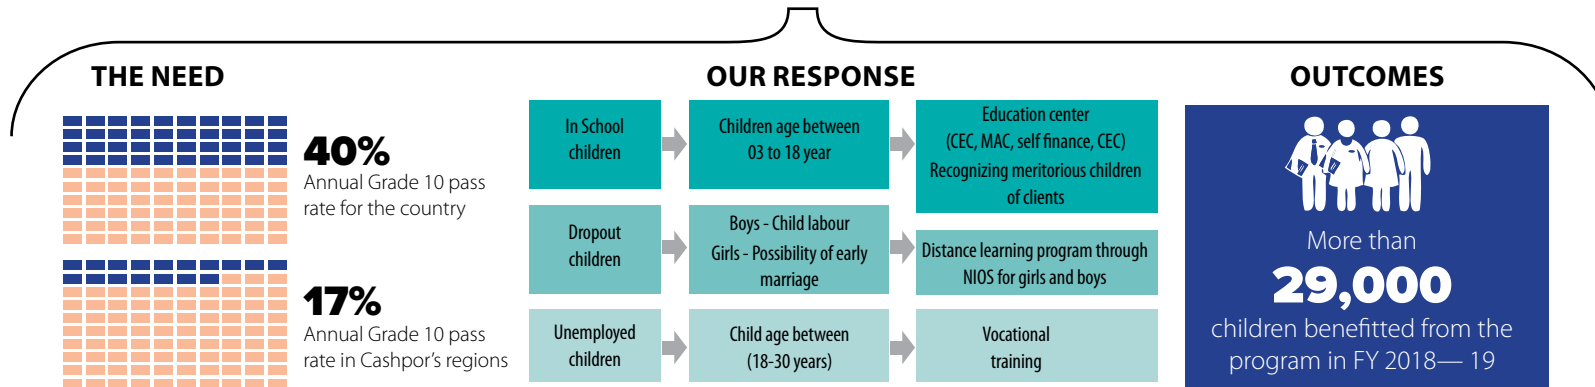 THE NEED
40%
Annual Grade 10 pass
rate for the country
17%
Annual Grade 10 pass
rate in Cashpor's regions
OUR RESPONSE
In School
children
Children age between
03 to 18 year
Education center
(CEC, MAC, self finance, CEC)
Recognizing meritorious children
of clients
Dropout
children
Boys - Child labour
Girls - Possibility of early
marriage
Distance learning program through
NIOS for girls and boys
Unemployed
children
Child age between
(18-30 years)
Vocational
training
OUTCOMES
More than
29,000
children benefitted from the
program in FY 2018— 19